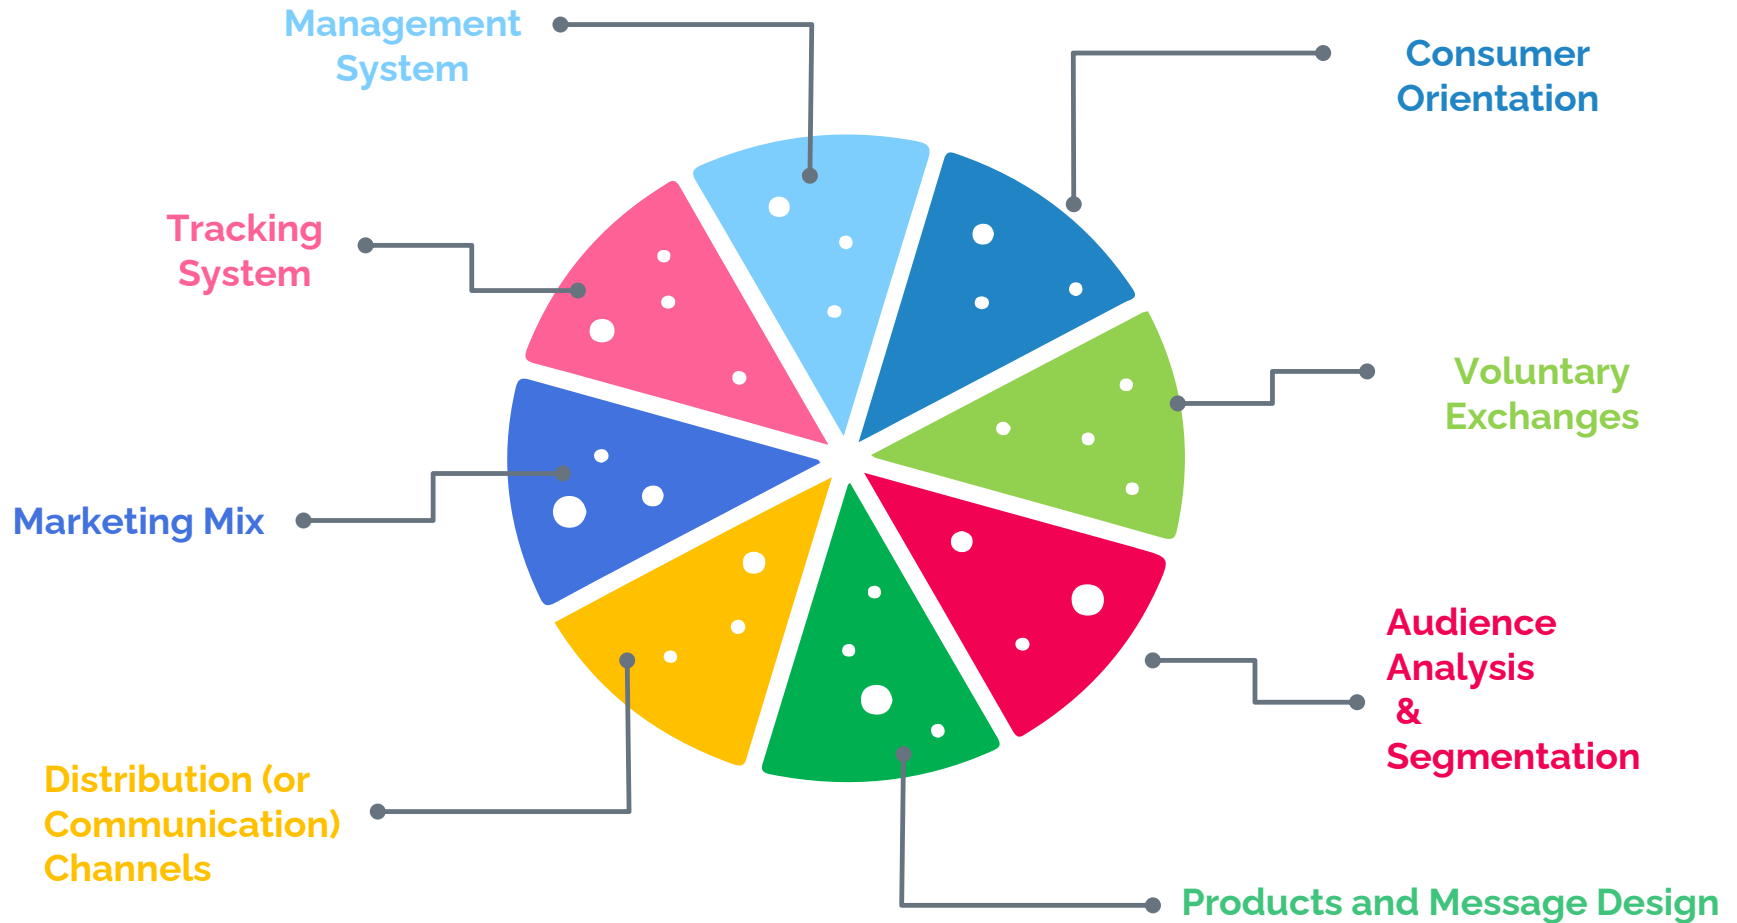 Management
System
Consumer
Orientation
Tracking
System
Voluntary
Exchanges
Marketing Mix
Audience
Analysis
&
Segmentation
Distribution (or
Communication)
Channels
Products and Message Design